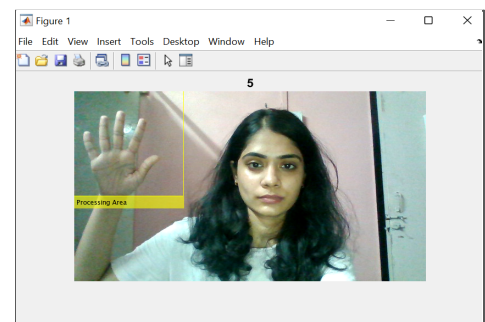 Figure 1
File Edit View Insert Tools Desktop Window Help
5
Processing Area